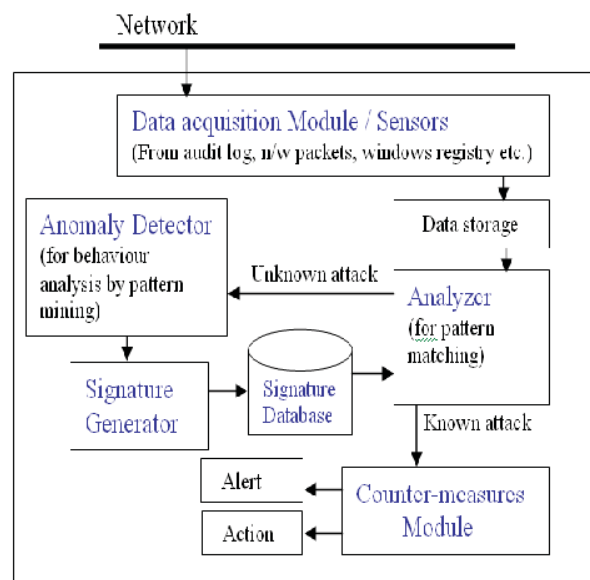 Network
Data acquisition Module / Sensors
(From audit log, n/w packets, windows registry etc.)
Data storage
Anomaly Detector
(for behaviour
analysis by pattern
mining)
Unknown attack
Analyzer
(for pattern
matching)
Signature
Generator
Signature
Database
Known attack
Counter-measures
Module
Alert
Action